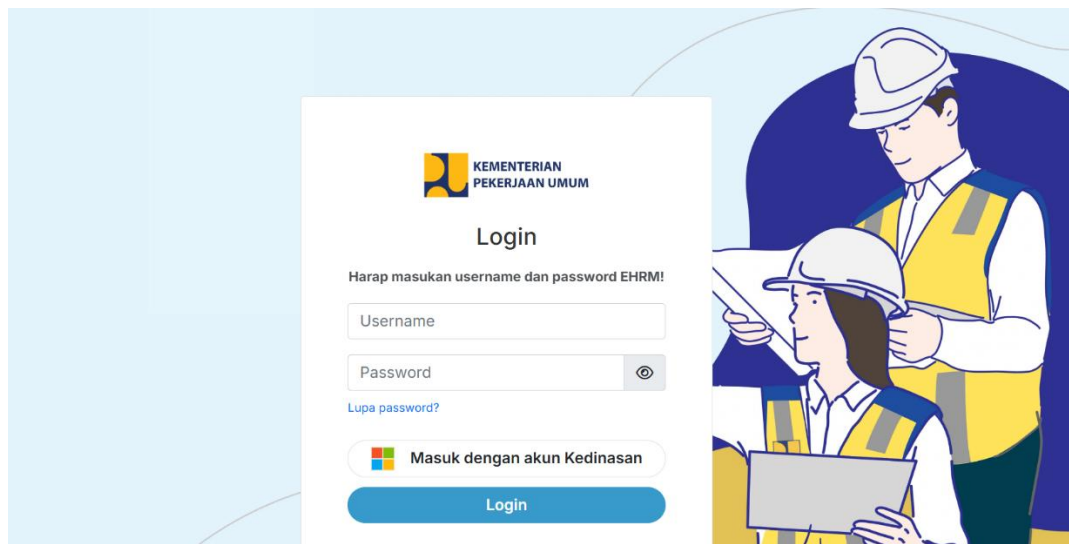 KEMENTERIAN
PEKERJAAN UMUM
Login
Harap masukan username dan password EHRM!
Username
Password
Lupa password?
Masuk dengan akun Kedinasan
Login